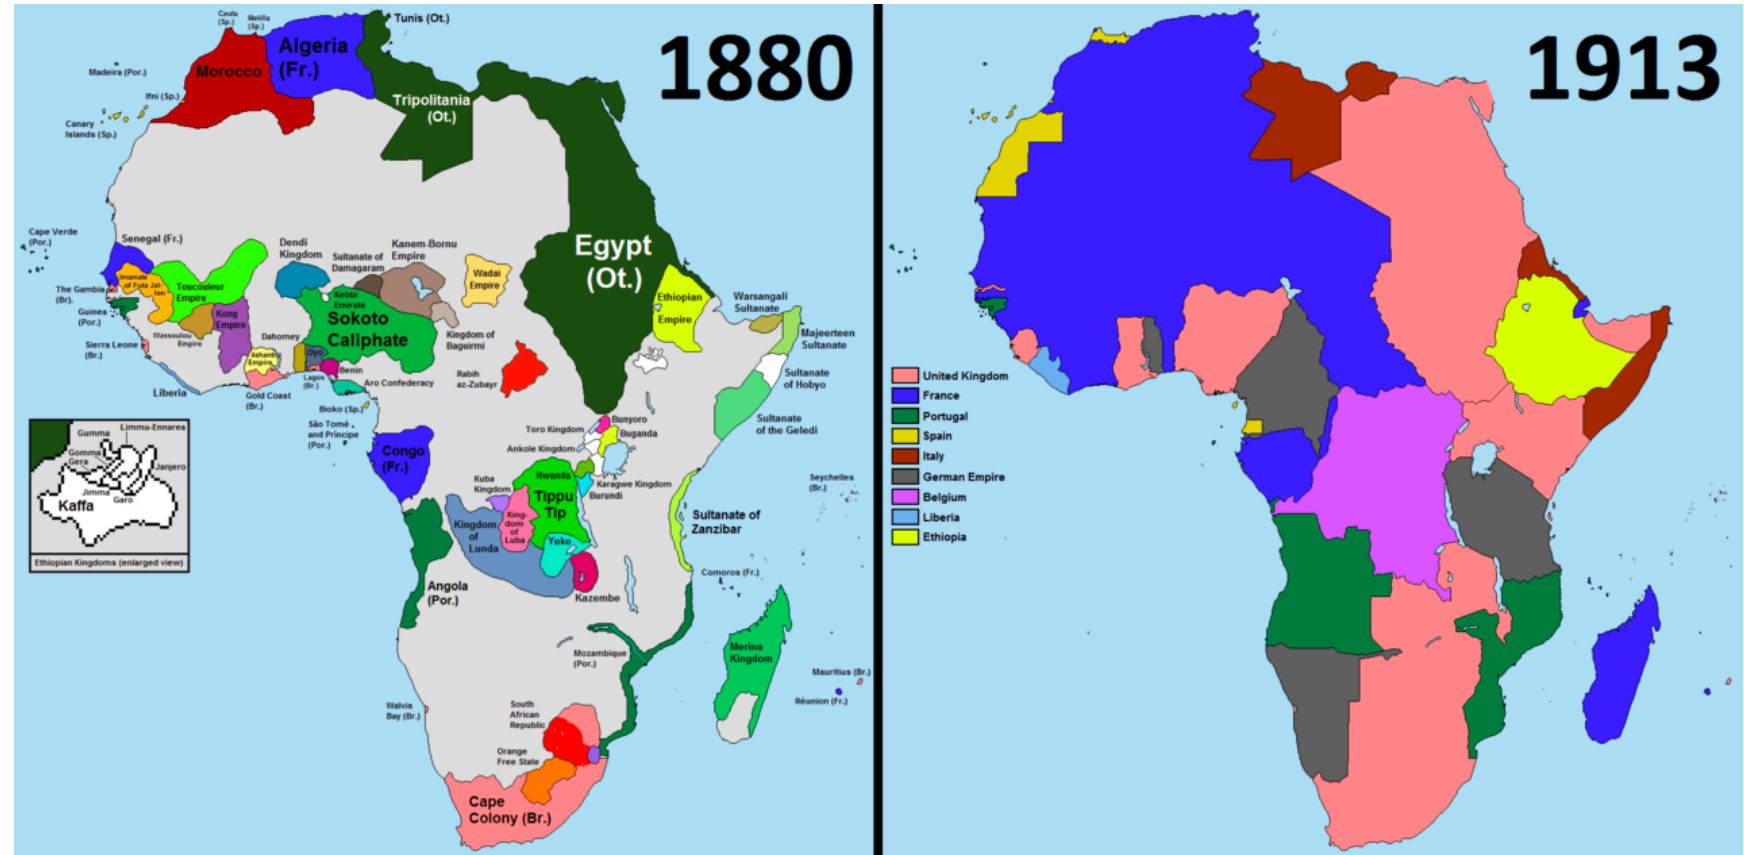 1880
Ceuta
(Sp.)
Melilla
(Sp.)
Tunis (Ot.)
Algeria
(Fr.)
Morocco
Madeira (Por.)
Ifni (Sp.)
Canary
Islands (Sp.)
Tripolitania
(Ot.)
Cape Verde
(Por.)
Senegal (Fr.)
Dendi
Kingdom
Sultanate of
Damagaram
Kanem-Bornu
Empire
Egypt
(Ot.)
Imamate
of Futa Jal-
lon
Toucouleur
Empire
Wadai
Empire
The Gambia
(Br).
Guinea
(Por.)
Kebbi
Emirate
Sokoto
Caliphate
Ethiopian
Empire
Warsangali
Sultanate
Kong
Empire
Wassoulou
Empire
Dahomey
Kingdom of
Baguirmi
Majeerteen
Sultanate
Sierra Leone
(Br.)
Ashanti
Empire
Oyo
Benin
Rabih
az-Zubayr
Sultanate
of Hobyo
Liberia
Gold Coast
(Br.)
Lagos
(Br.)
Aro Confederacy
Bioko (Sp.)
São Tomé
and Príncipe
(Por.)
Sultanate
of the Geledi
Bunyoro
Toro Kingdom
Buganda
Ankole Kingdom
Congo
(Fr.)
Rwanda
Karagwe Kingdom
Burundi
Kuba
Kingdom
Tippu
Tip
King-
dom
of
Luba
Kingdom
of
Lunda
Yeke
Seychelles
(Br.)
Sultanate of
Zanzibar
Comoros (Fr.)
Angola
(Por.)
Kazembe
Mozambique
(Por.)
Merina
Kingdom
Mauritius (Br.)
Réunion (Fr.)
Walvis
Bay (Br.)
South
African
Republic
Orange
Free State
Cape
Colony (Br.)
Gumma
Limmu-Ennarea
Gomma
Gera
Janjero
Jimma
Garo
Kaffa
Ethiopian Kingdoms (enlarged view)
1913
United Kingdom
France
Portugal
Spain
Italy
German Empire
Belgium
Liberia
Ethiopia